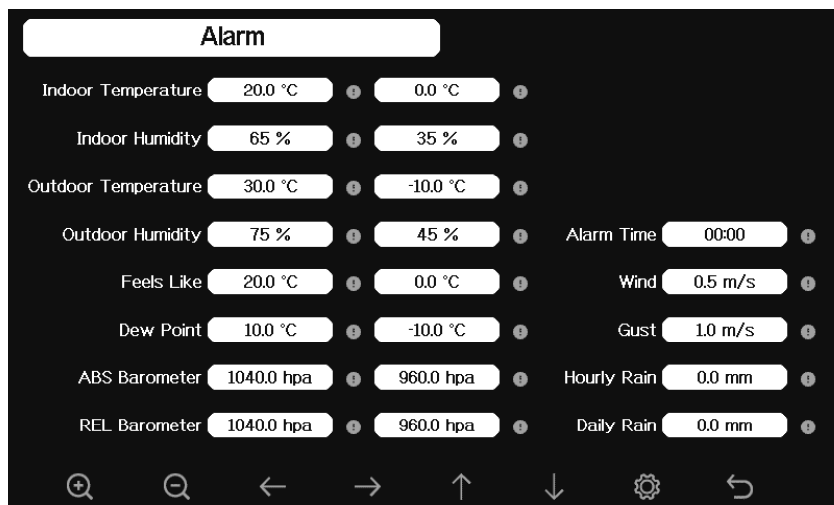 Alarm
Indoor Temperature 20.0 °C 0.0 °C
Indoor Humidity 65 % 35 %
Outdoor Temperature 30.0 °C -10.0 °C
Outdoor Humidity 75 % 45 % Alarm Time 00:00
Feels Like 20.0 °C 0.0 °C Wind 0.5 m/s
Dew Point 10.0 °C -10.0 °C Gust 1.0 m/s
ABS Barometer 1040.0 hpa 960.0 hpa Hourly Rain 0.0 mm
REL Barometer 1040.0 hpa 960.0 hpa Daily Rain 0.0 mm